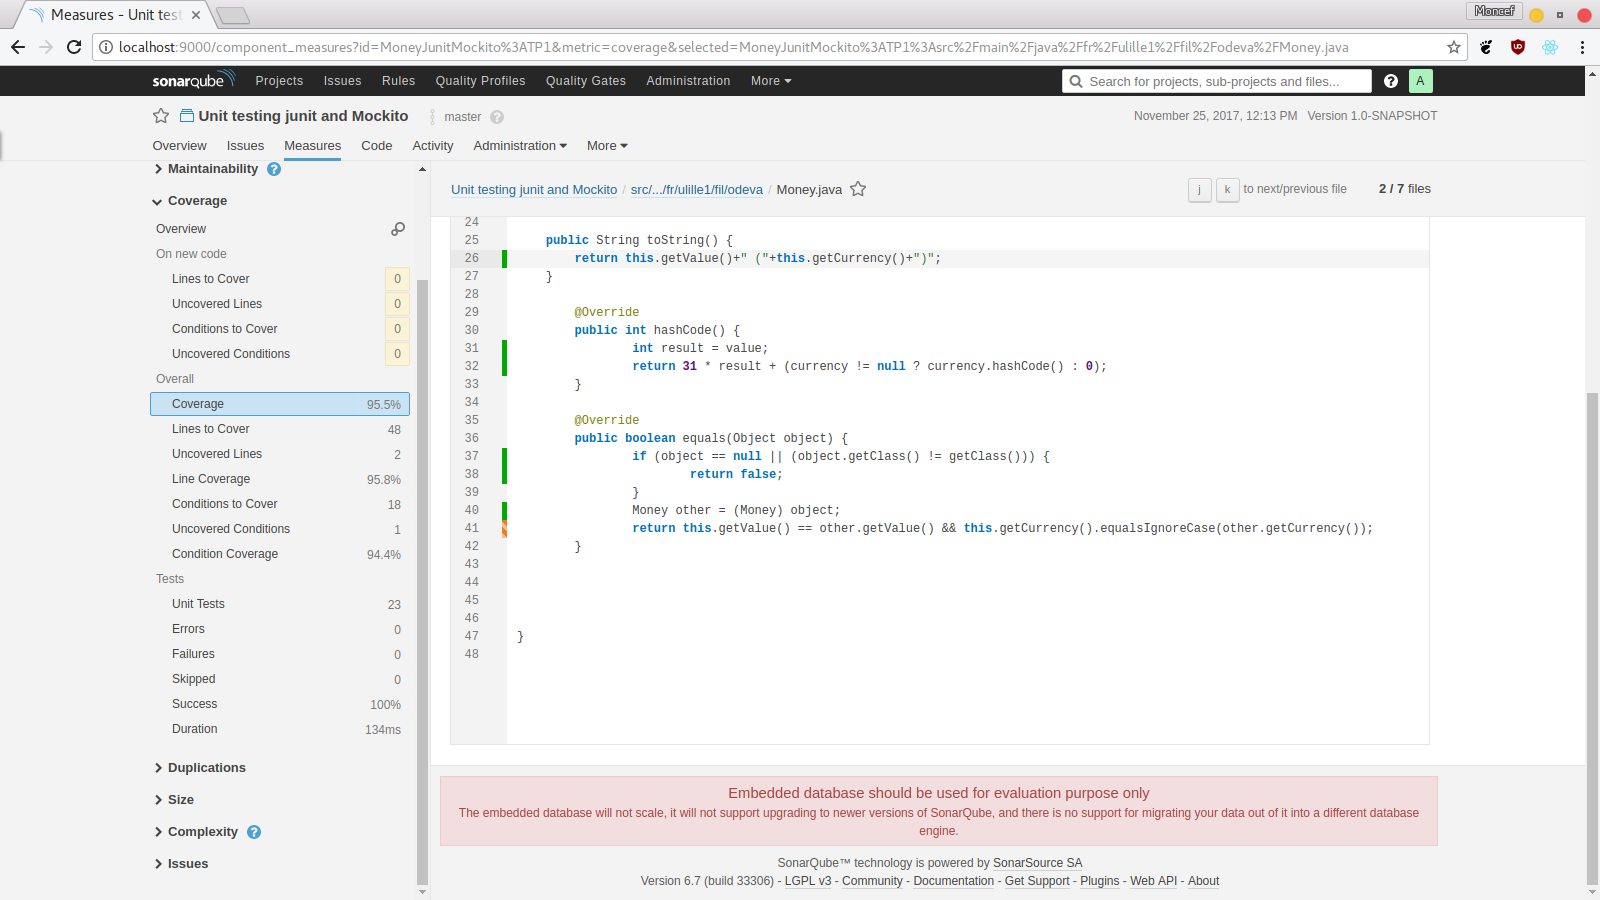 Measures - Unit test
Moncef
localhost:9000/component_measures?id=MoneyJunitMockito%3ATP1&metric=coverage&selected=MoneyJunitMockito%3ATP1%3Asrc%2Fmain%2Fjava%2Ffr%2Fulille1%2Ffil%2Fodeva%2FMoney.java
sonarqube Projects Issues Rules Quality Profiles Quality Gates Administration More Search for projects, sub-projects and files... ? A
Unit testing junit and Mockito master ? November 25, 2017, 12:13 PM Version 1.0-SNAPSHOT
Overview Issues Measures Code Activity Administration More
Maintainability ?
Coverage
Overview
On new code
Lines to Cover 0
Uncovered Lines 0
Conditions to Cover 0
Uncovered Conditions 0
Overall
Coverage 95.5%
Lines to Cover 48
Uncovered Lines 2
Line Coverage 95.8%
Conditions to Cover 18
Uncovered Conditions 1
Condition Coverage 94.4%
Tests
Unit Tests 23
Errors 0
Failures 0
Skipped 0
Success 100%
Duration 134ms
Duplications
Size
Complexity ?
Issues
Unit testing junit and Mockito / src/.../fr/ulille1/fil/odeva / Money.java j k to next/previous file 2 / 7 files
24
25 public String toString() {
26 return this.getValue()+" ("+this.getCurrency()+")";
27 }
28
29 @Override
30 public int hashCode() {
31 int result = value;
32 return 31 * result + (currency != null ? currency.hashCode() : 0);
33 }
34
35 @Override
36 public boolean equals(Object object) {
37 if (object == null || (object.getClass() != getClass())) {
38 return false;
39 }
40 Money other = (Money) object;
41 return this.getValue() == other.getValue() && this.getCurrency().equalsIgnoreCase(other.getCurrency());
42 }
43
44
45
46
47 }
48
Embedded database should be used for evaluation purpose only
The embedded database will not scale, it will not support upgrading to newer versions of SonarQube, and there is no support for migrating your data out of it into a different database
engine.
SonarQube™ technology is powered by SonarSource SA
Version 6.7 (build 33306) - LGPL v3 - Community - Documentation - Get Support - Plugins - Web API - About